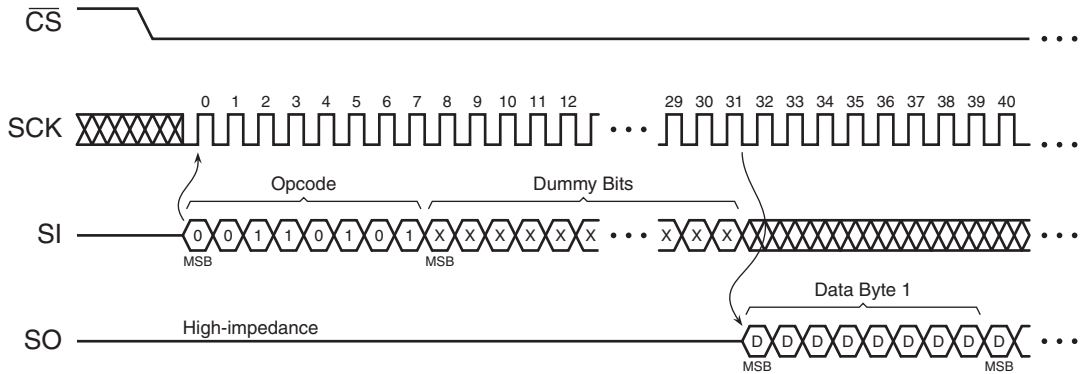 CS
0 1 2 3 4 5 6 7 8 9 10 11 12 29 30 31 32 33 34 35 36 37 38 39 40
SCK
Opcode Dummy Bits
SI 0 0 1 1 0 1 0 1 X X X X X X X X X
MSB MSB
Data Byte 1
High-impedance
SO D D D D D D D D D
MSB MSB